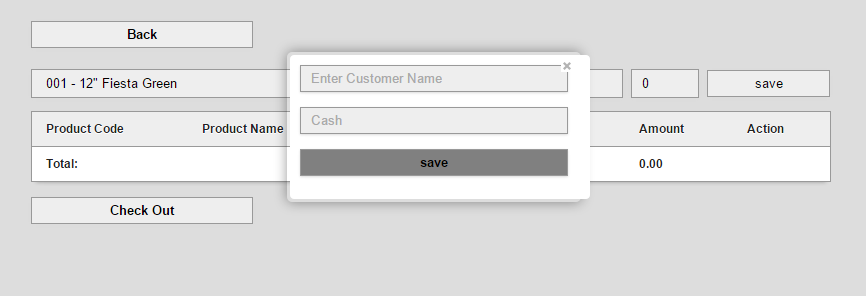 Back
001 - 12" Fiesta Green
0
save
Enter Customer Name
×
Cash
save
Product Code
Product Name
Amount
Action
Total:
0.00
Check Out